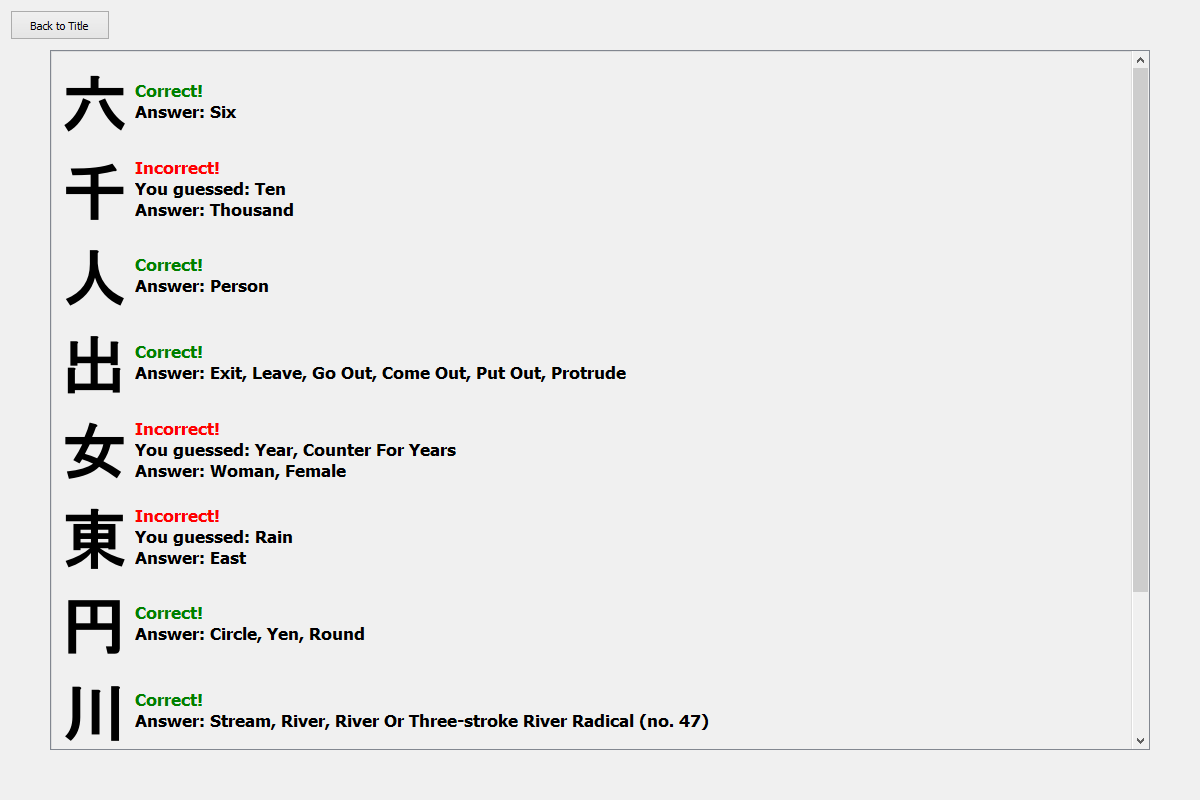 Back to Title
六
Correct!
Answer: Six
千
Incorrect!
You guessed: Ten
Answer: Thousand
人
Correct!
Answer: Person
出
Correct!
Answer: Exit, Leave, Go Out, Come Out, Put Out, Protrude
女
Incorrect!
You guessed: Year, Counter For Years
Answer: Woman, Female
東
Incorrect!
You guessed: Rain
Answer: East
円
Correct!
Answer: Circle, Yen, Round
川
Correct!
Answer: Stream, River, River Or Three-stroke River Radical (no. 47)